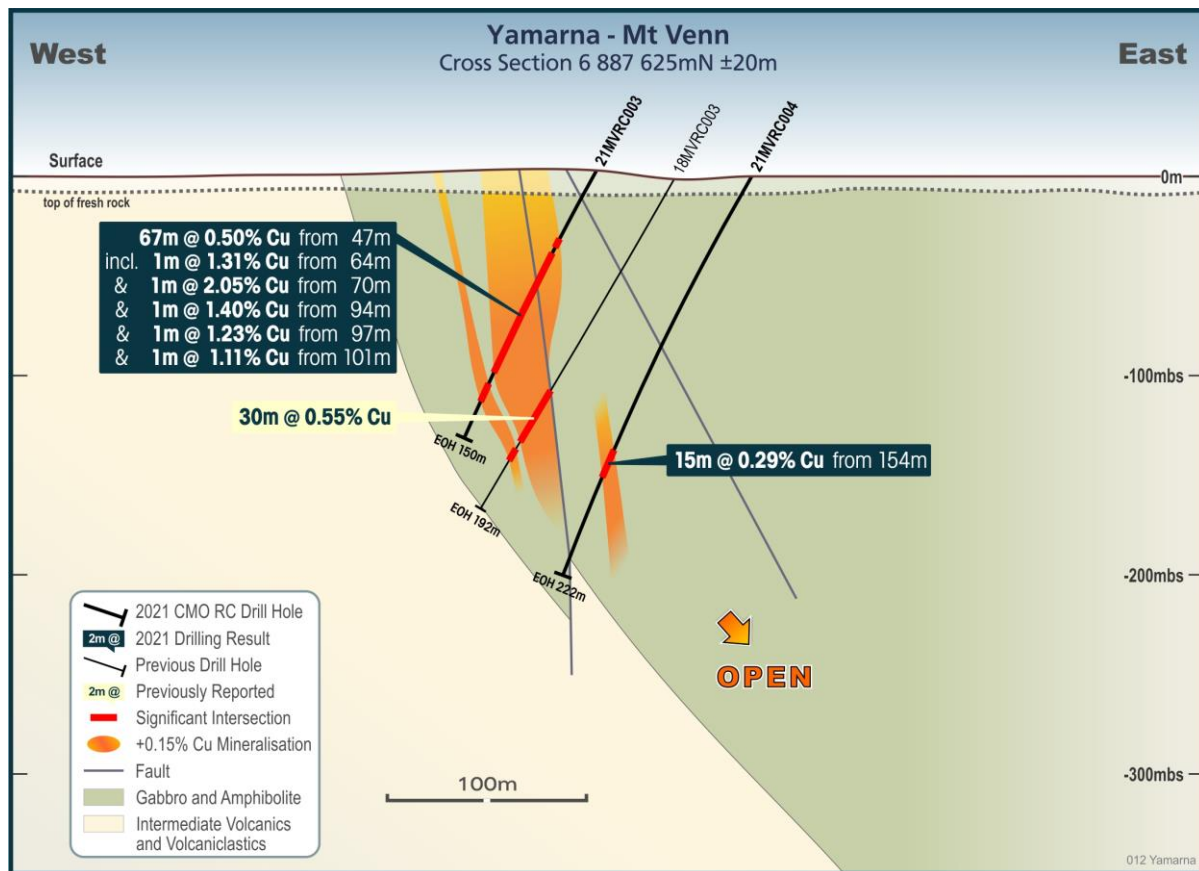 West
Yamarna - Mt Venn
Cross Section 6 887 625mN ±20m
East
21MVRC003
18MVRC003
21MVRC004
Surface
0m
top of fresh rock
67m @ 0.50% Cu from 47m
incl. 1m @ 1.31% Cu from 64m
& 1m @ 2.05% Cu from 70m
& 1m @ 1.40% Cu from 94m
& 1m @ 1.23% Cu from 97m
& 1m @ 1.11% Cu from 101m
-100mbs
30m @ 0.55% Cu
EOH 150m
15m @ 0.29% Cu from 154m
EOH 192m
EOH 222m
-200mbs
2021 CMO RC Drill Hole
2m @ 2021 Drilling Result
Previous Drill Hole
2m @ Previously Reported
Significant Intersection
+0.15% Cu Mineralisation
Fault
Gabbro and Amphibolite
Intermediate Volcanics
and Volcaniclastics
OPEN
100m
-300mbs
012 Yamarna